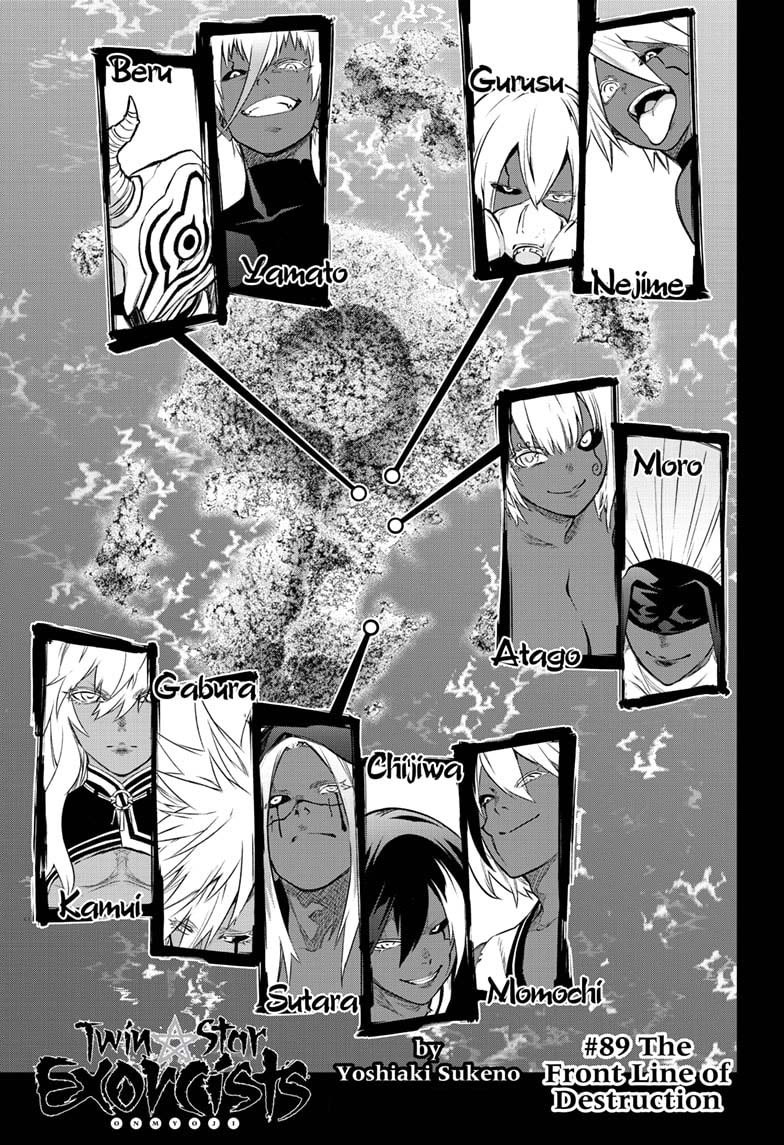 Beru
Yamato
Gurusu
Nejime
Moro
Atago
Gabura
Kamui
Chijiwa
Sutara
Momochi
Twin Star
Exorcists
ONMYOJI
by
Yoshiaki Sukeno
#89 The
Front Line of
Destruction